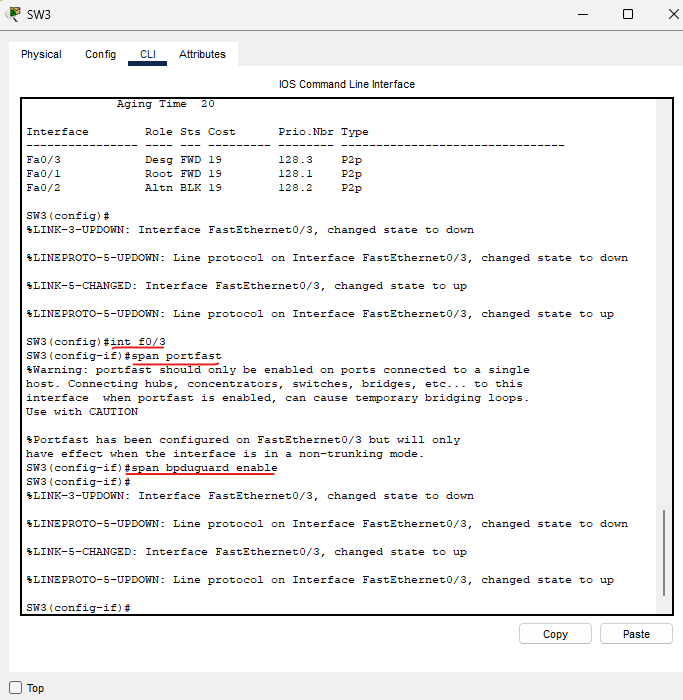 SW3
Physical Config CLI Attributes
IOS Command Line Interface
Aging Time 20
Interface Role Sts Cost Prio.Nbr Type
---------------- ---- --- --------- -------- --------------------------------
Fa0/3 Desg FWD 19 128.3 P2p
Fa0/1 Root FWD 19 128.1 P2p
Fa0/2 Altn BLK 19 128.2 P2p
SW3(config)#
%LINK-3-UPDOWN: Interface FastEthernet0/3, changed state to down
%LINEPROTO-5-UPDOWN: Line protocol on Interface FastEthernet0/3, changed state to down
%LINK-5-CHANGED: Interface FastEthernet0/3, changed state to up
%LINEPROTO-5-UPDOWN: Line protocol on Interface FastEthernet0/3, changed state to up
SW3(config)#int f0/3
SW3(config-if)#span portfast
%Warning: portfast should only be enabled on ports connected to a single
host. Connecting hubs, concentrators, switches, bridges, etc... to this
interface  when portfast is enabled, can cause temporary bridging loops.
Use with CAUTION
%Portfast has been configured on FastEthernet0/3 but will only
have effect when the interface is in a non-trunking mode.
SW3(config-if)#span bpduguard enable
SW3(config-if)#
%LINK-3-UPDOWN: Interface FastEthernet0/3, changed state to down
%LINEPROTO-5-UPDOWN: Line protocol on Interface FastEthernet0/3, changed state to down
%LINK-5-CHANGED: Interface FastEthernet0/3, changed state to up
%LINEPROTO-5-UPDOWN: Line protocol on Interface FastEthernet0/3, changed state to up
SW3(config-if)#
Copy Paste
Top